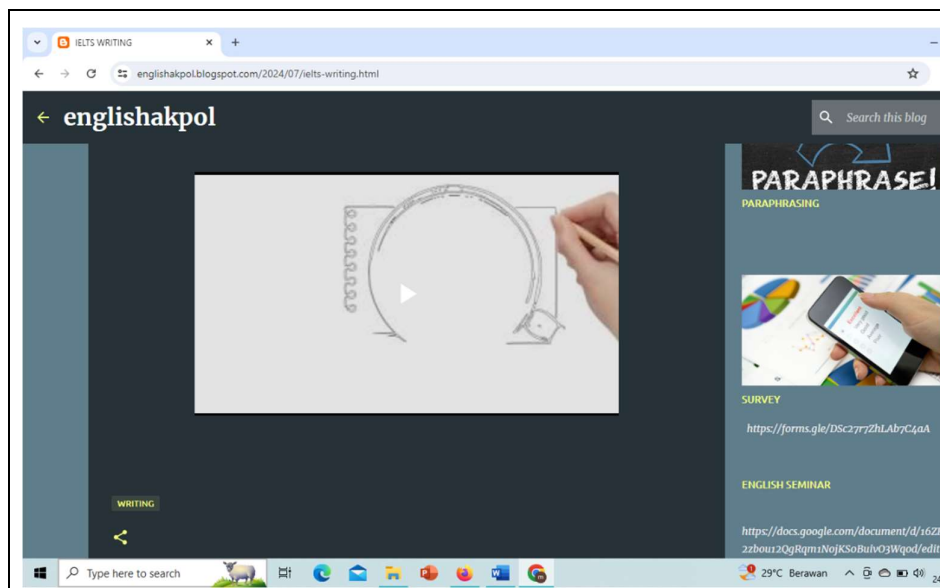 IELTS WRITING
englishakpol.blogspot.com/2024/07/ielts-writing.html
englishakpol
Search this blog
PARAPHRASE!
PARAPHRASING
SURVEY
https://forms.gle/DSc27r7ZhLAb7C4aA
ENGLISH SEMINAR
https://docs.google.com/document/d/16ZF
2zbou12QgRqm1NojKSoBuivO3Wqod/edit
WRITING
Type here to search
29°C Berawan